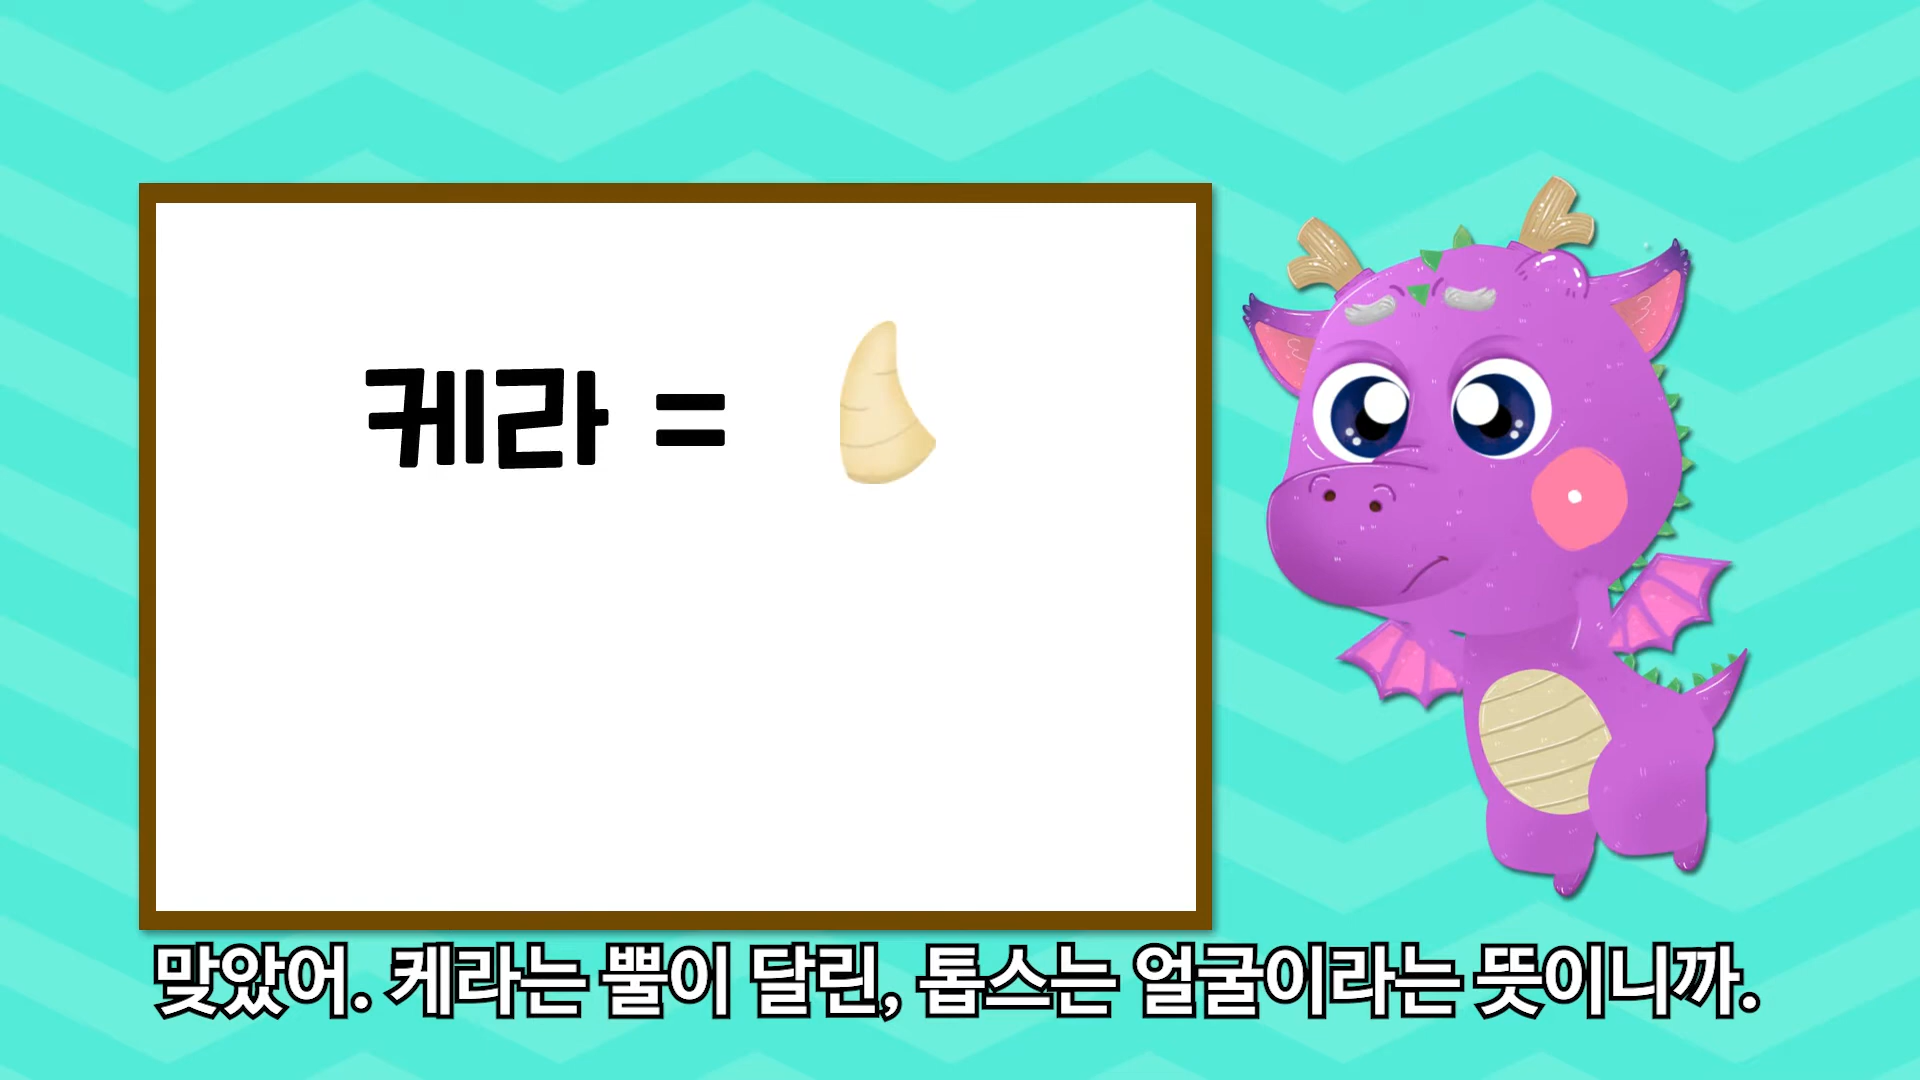 케라 =
맞았어. 케라는 뿔이 달린, 톱스는 얼굴이라는 뜻이니까.